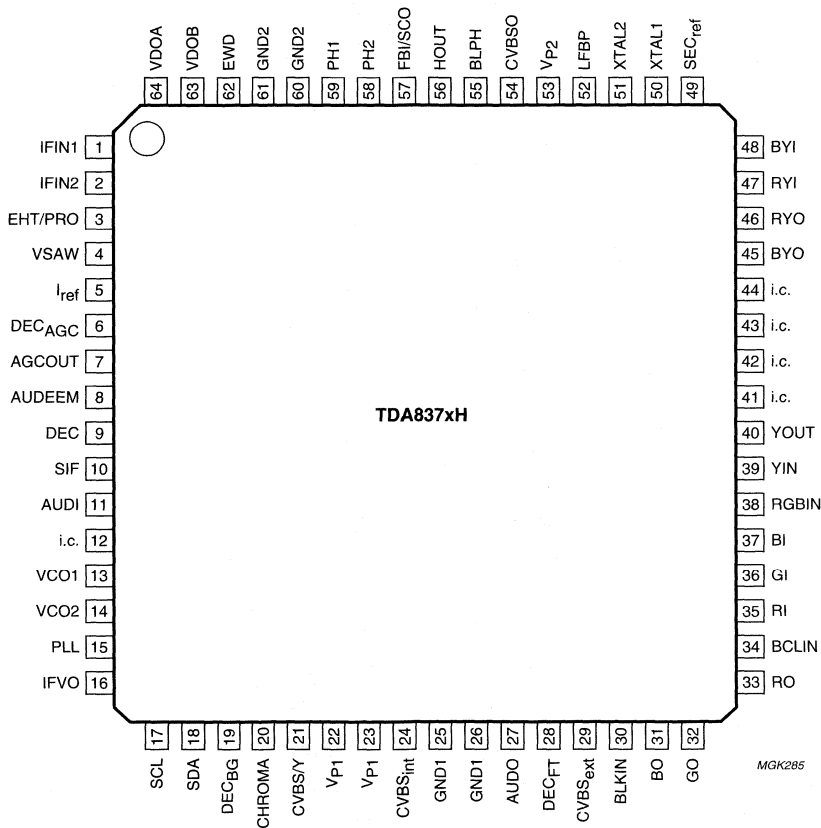 VDOA
VDOB
EWD
GND2
GND2
PH1
PH2
FBI/SCO
HOUT
BLPH
CVBSO
VP2
LFBP
XTAL2
XTAL1
SECref
64 63 62 61 60 59 58 57 56 55 54 53 52 51 50 49
IFIN1 1
IFIN2 2
EHT/PRO 3
VSAW 4
Iref 5
DECAGC 6
AGCOUT 7
AUDEEM 8
DEC 9
SIF 10
AUDI 11
i.c. 12
VCO1 13
VCO2 14
PLL 15
IFVO 16
TDA837xH
48 BYI
47 RYI
46 RYO
45 BYO
44 i.c.
43 i.c.
42 i.c.
41 i.c.
40 YOUT
39 YIN
38 RGBIN
37 BI
36 GI
35 RI
34 BCLIN
33 RO
17 18 19 20 21 22 23 24 25 26 27 28 29 30 31 32
SCL
SDA
DECBG
CHROMA
CVBS/Y
VP1
VP1
CVBSint
GND1
GND1
AUDO
DECFT
CVBSext
BLKIN
BO
GO
MGK285